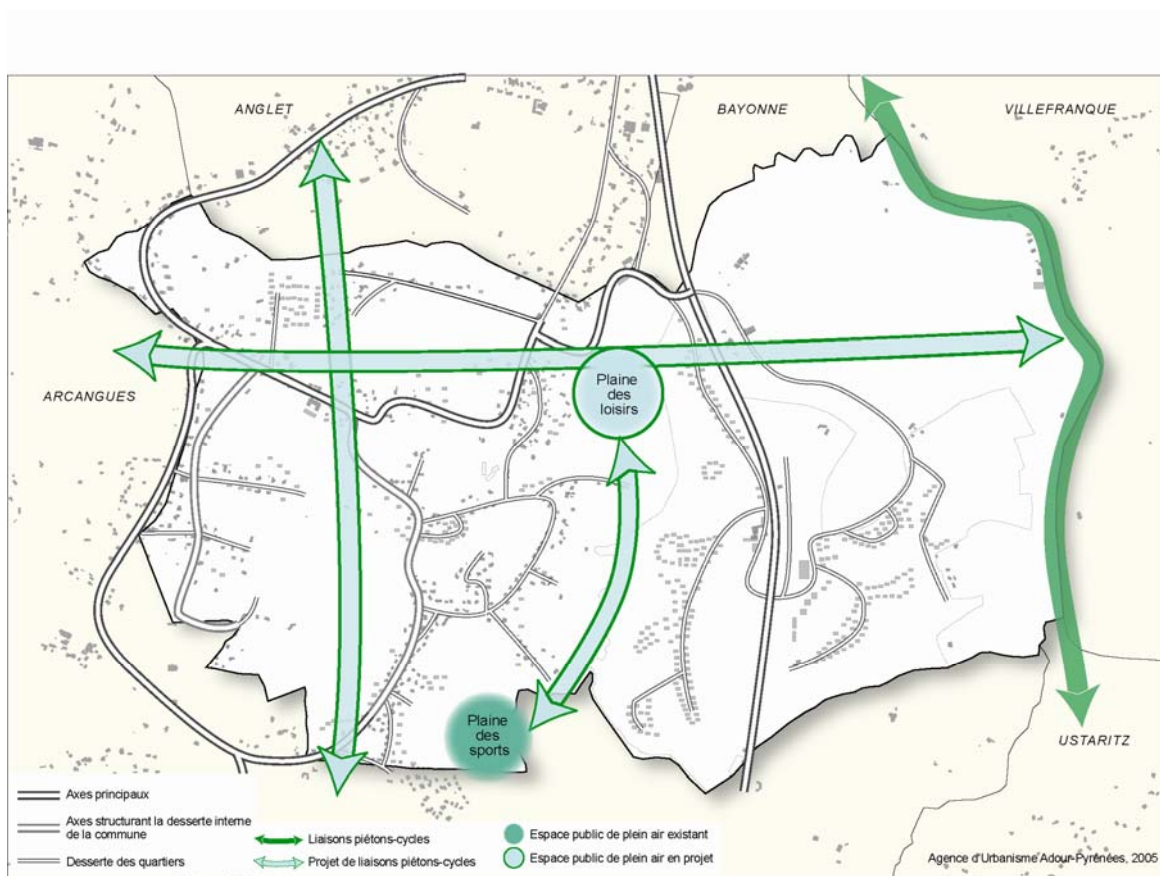 ANGLET
BAYONNE
VILLEFRANQUE
ARCANGUES
Plaine
des
loisirs
Plaine
des
sports
USTARITZ
Axes principaux
Axes structurant la desserte interne
de la commune
Desserte des quartiers
Liaisons piétons-cycles
Projet de liaisons piétons-cycles
Espace public de plein air existant
Espace public de plein air en projet
Agence d'Urbanisme Adour-Pyrénées, 2005